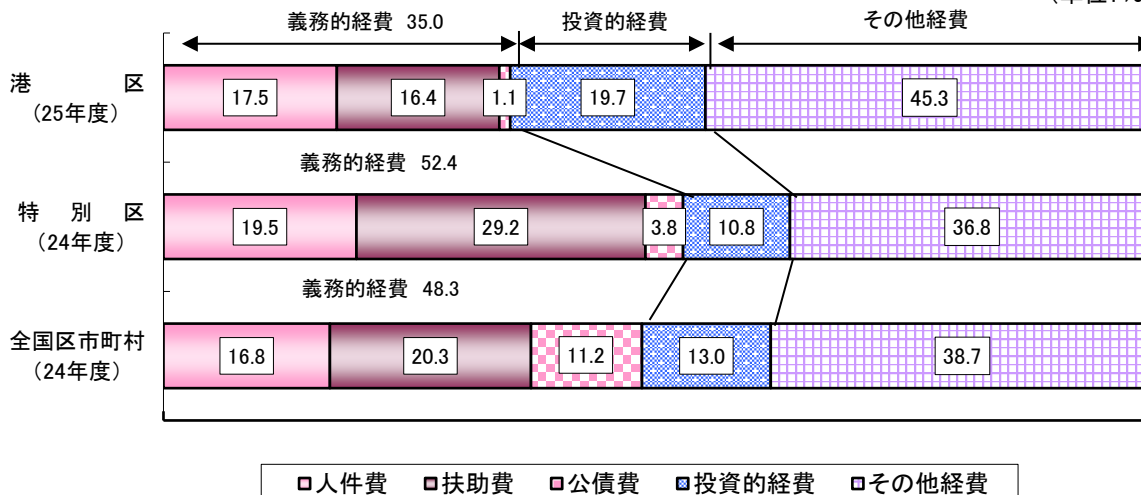 義務的経費 35.0 投資的経費 その他経費
港 区
(25年度)
17.5 16.4 1.1 19.7 45.3
義務的経費 52.4
特 別 区
(24年度)
19.5 29.2 3.8 10.8 36.8
義務的経費 48.3
全国区市町村
(24年度)
16.8 20.3 11.2 13.0 38.7
人件費 扶助費 公債費 投資的経費 その他経費